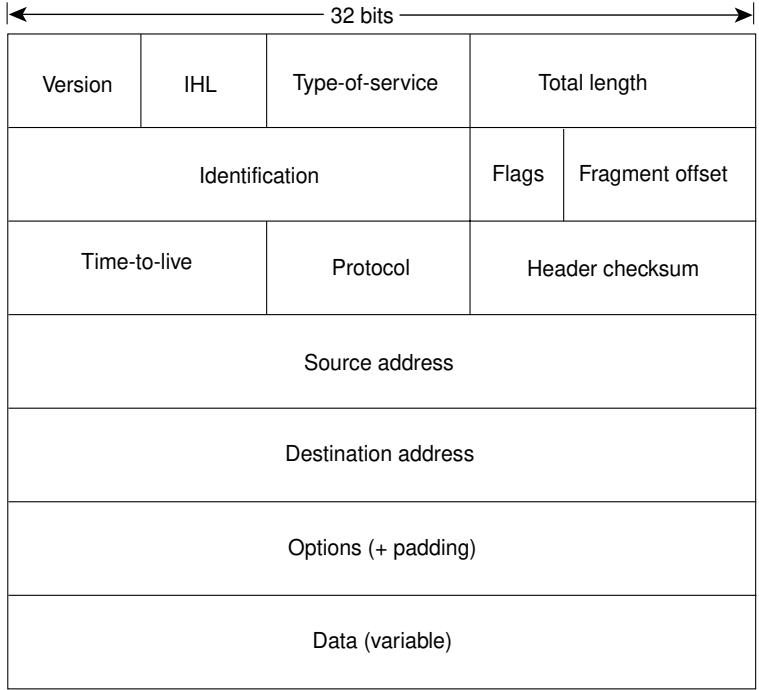 32 bits
Version IHL Type-of-service Total length
Identification Flags Fragment offset
Time-to-live Protocol Header checksum
Source address
Destination address
Options (+ padding)
Data (variable)